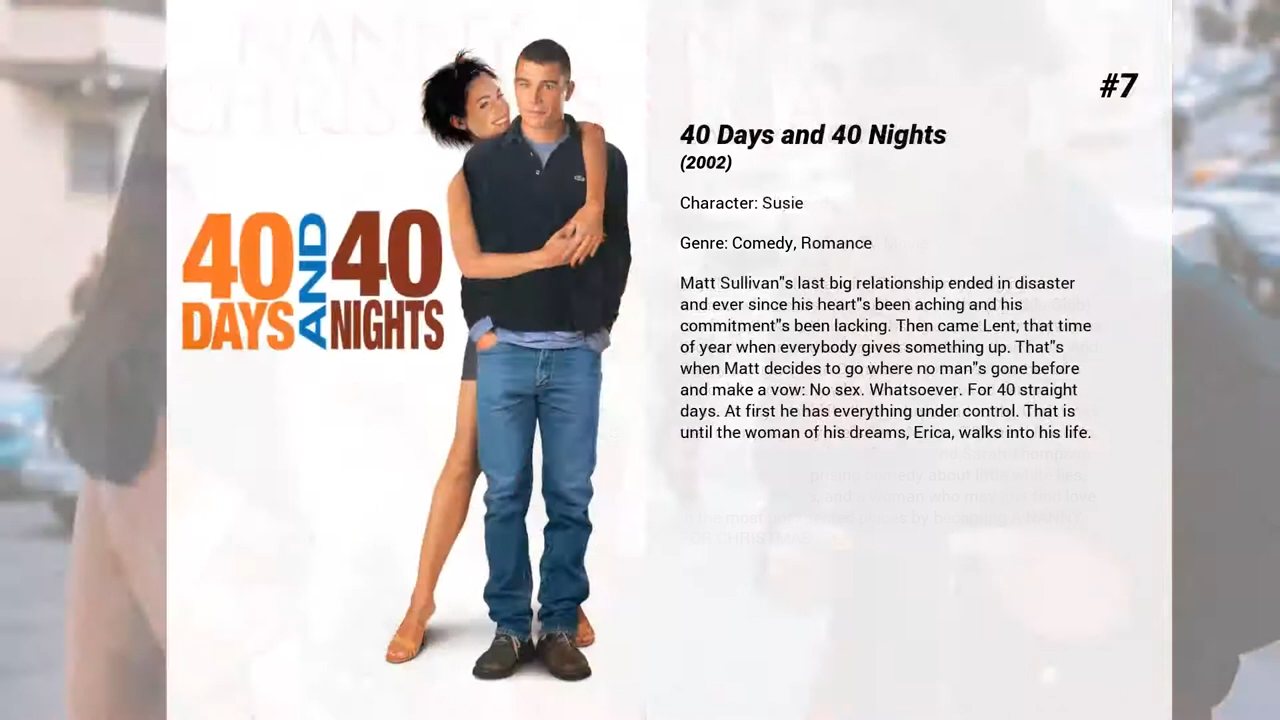 #7
40 Days and 40 Nights
(2002)
Character: Susie
Genre: Comedy, Romance
Matt Sullivan"s last big relationship ended in disaster
and ever since his heart"s been aching and his
commitment"s been lacking. Then came Lent, that time
of year when everybody gives something up. That"s
when Matt decides to go where no man"s gone before
and make a vow: No sex. Whatsoever. For 40 straight
days. At first he has everything under control. That is
until the woman of his dreams, Erica, walks into his life.
40 AND 40
DAYS NIGHTS